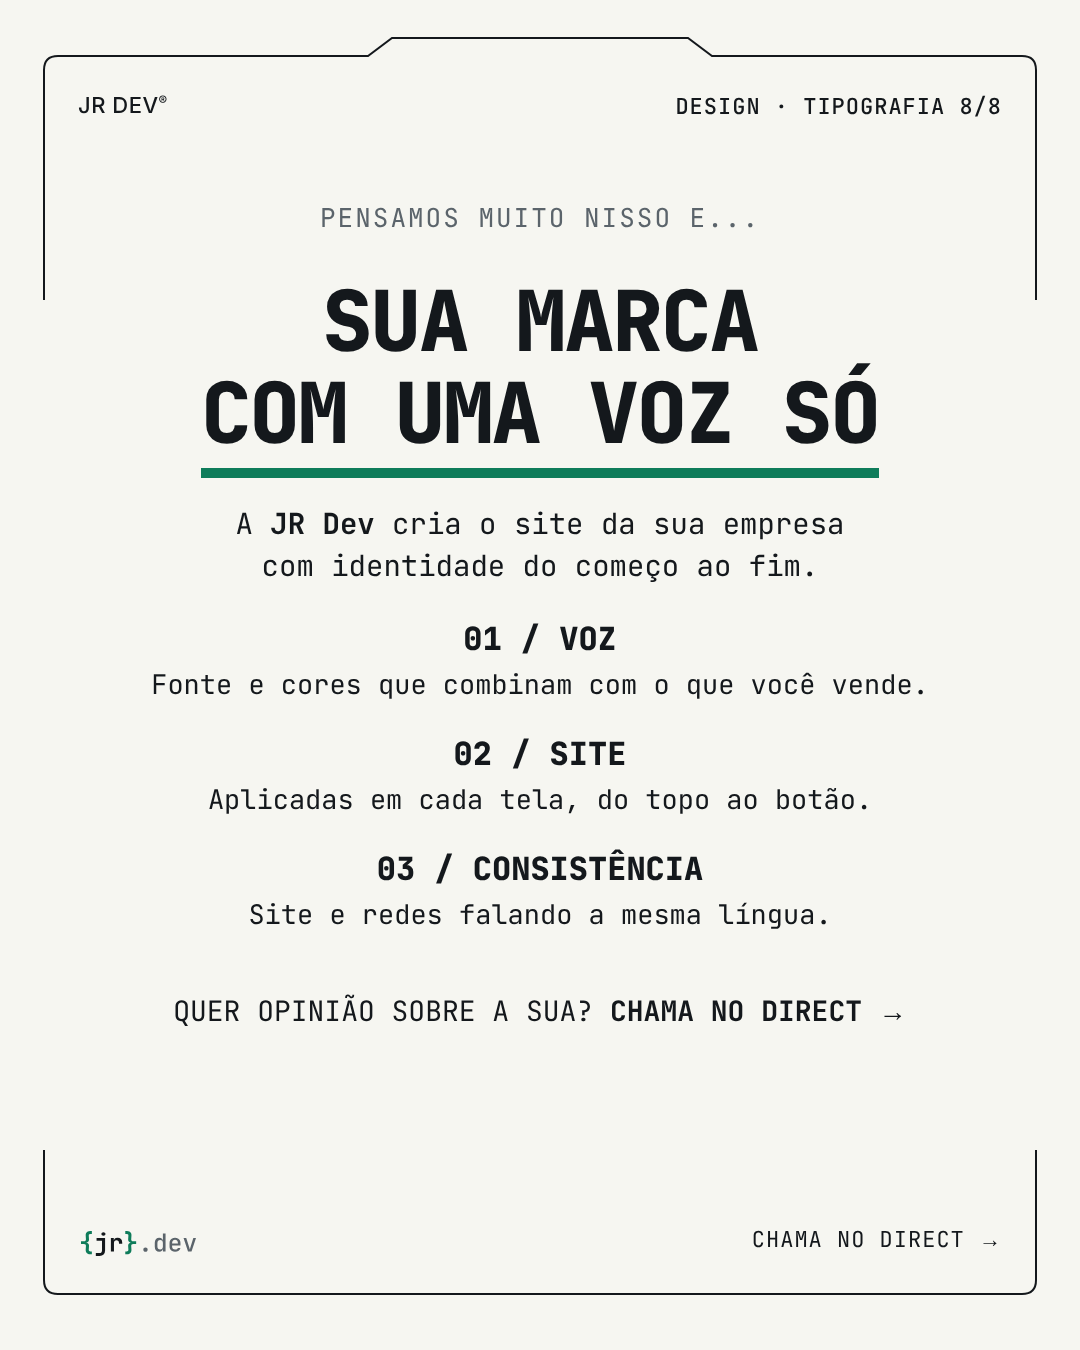 JR DEV®
DESIGN · TIPOGRAFIA 8/8
PENSAMOS MUITO NISSO E...
SUA MARCA
COM UMA VOZ SÓ
A JR Dev cria o site da sua empresa
com identidade do começo ao fim.
01 / VOZ
Fonte e cores que combinam com o que você vende.
02 / SITE
Aplicadas em cada tela, do topo ao botão.
03 / CONSISTÊNCIA
Site e redes falando a mesma língua.
QUER OPINIÃO SOBRE A SUA? CHAMA NO DIRECT →
{jr}.dev
CHAMA NO DIRECT →